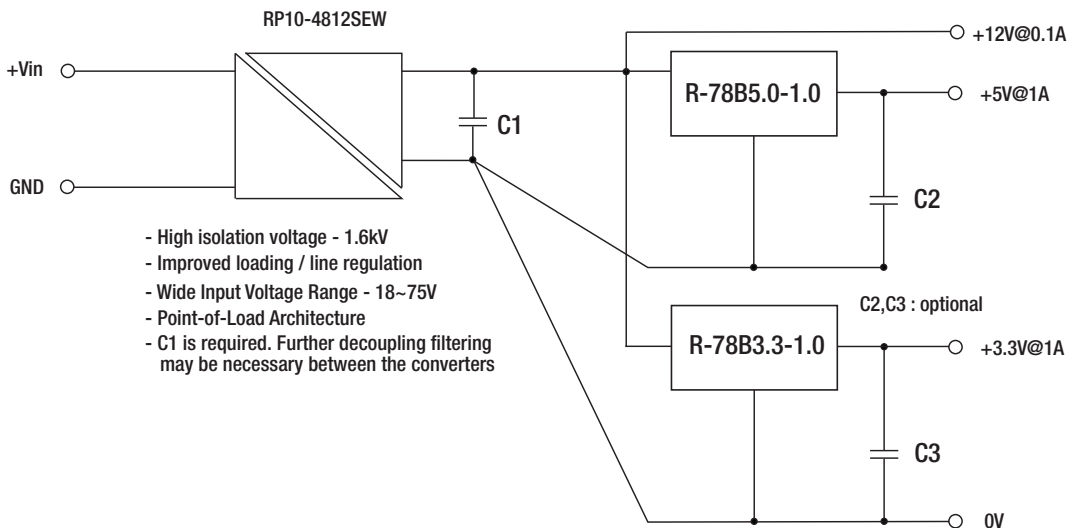 RP10-4812SEW
+Vin
GND
C1
R-78B5.0-1.0
+12V@0.1A
+5V@1A
C2
- High isolation voltage - 1.6kV
- Improved loading / line regulation
- Wide Input Voltage Range - 18~75V
- Point-of-Load Architecture
- C1 is required. Further decoupling filtering
may be necessary between the converters
C2,C3 : optional
R-78B3.3-1.0
+3.3V@1A
C3
0V